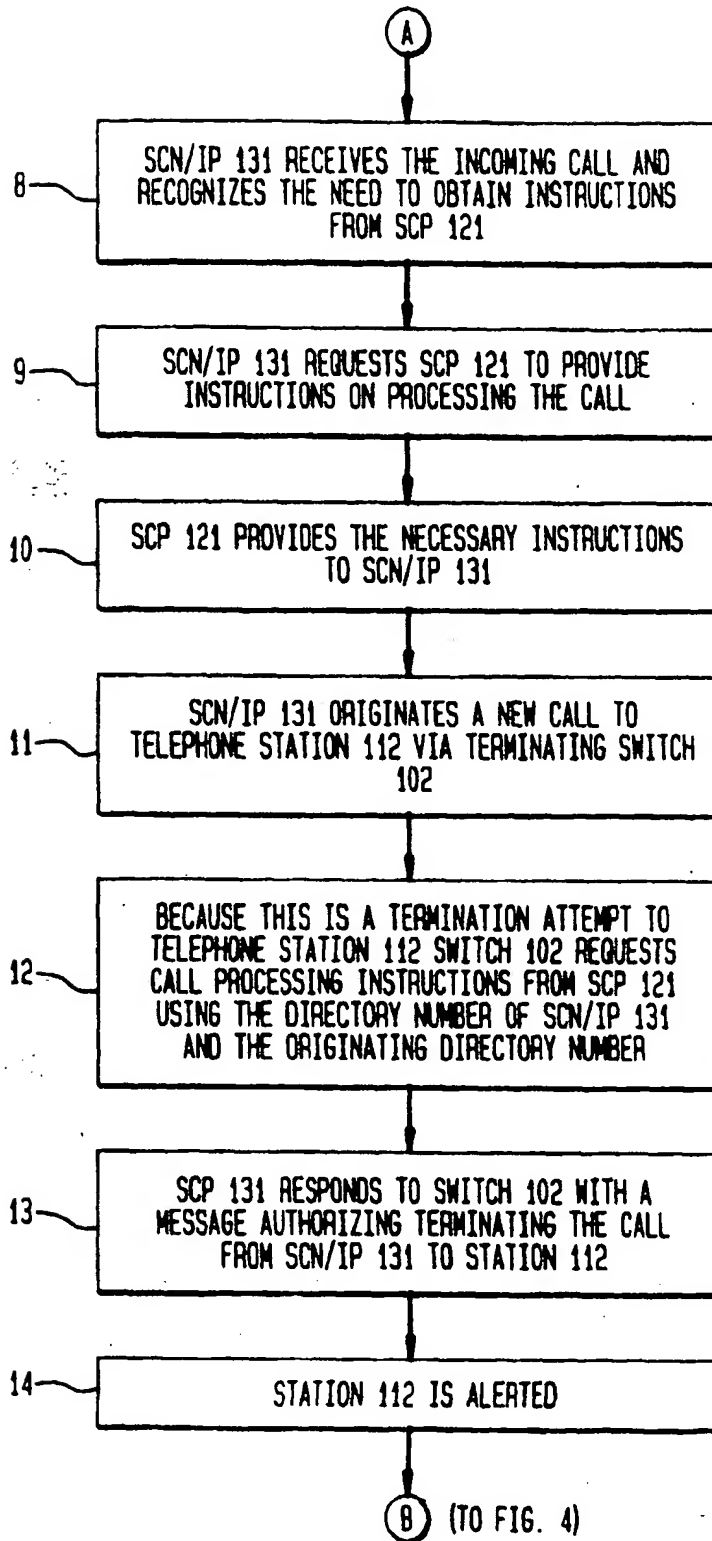 A
8
SCN/IP 131 RECEIVES THE INCOMING CALL AND
RECOGNIZES THE NEED TO OBTAIN INSTRUCTIONS
FROM SCP 121
9
SCN/IP 131 REQUESTS SCP 121 TO PROVIDE
INSTRUCTIONS ON PROCESSING THE CALL
10
SCP 121 PROVIDES THE NECESSARY INSTRUCTIONS
TO SCN/IP 131
11
SCN/IP 131 ORIGINATES A NEW CALL TO
TELEPHONE STATION 112 VIA TERMINATING SWITCH
102
12
BECAUSE THIS IS A TERMINATION ATTEMPT TO
TELEPHONE STATION 112 SWITCH 102 REQUESTS
CALL PROCESSING INSTRUCTIONS FROM SCP 121
USING THE DIRECTORY NUMBER OF SCN/IP 131
AND THE ORIGINATING DIRECTORY NUMBER
13
SCP 131 RESPONDS TO SWITCH 102 WITH A
MESSAGE AUTHORIZING TERMINATING THE CALL
FROM SCN/IP 131 TO STATION 112
14
STATION 112 IS ALERTED
B (TO FIG. 4)